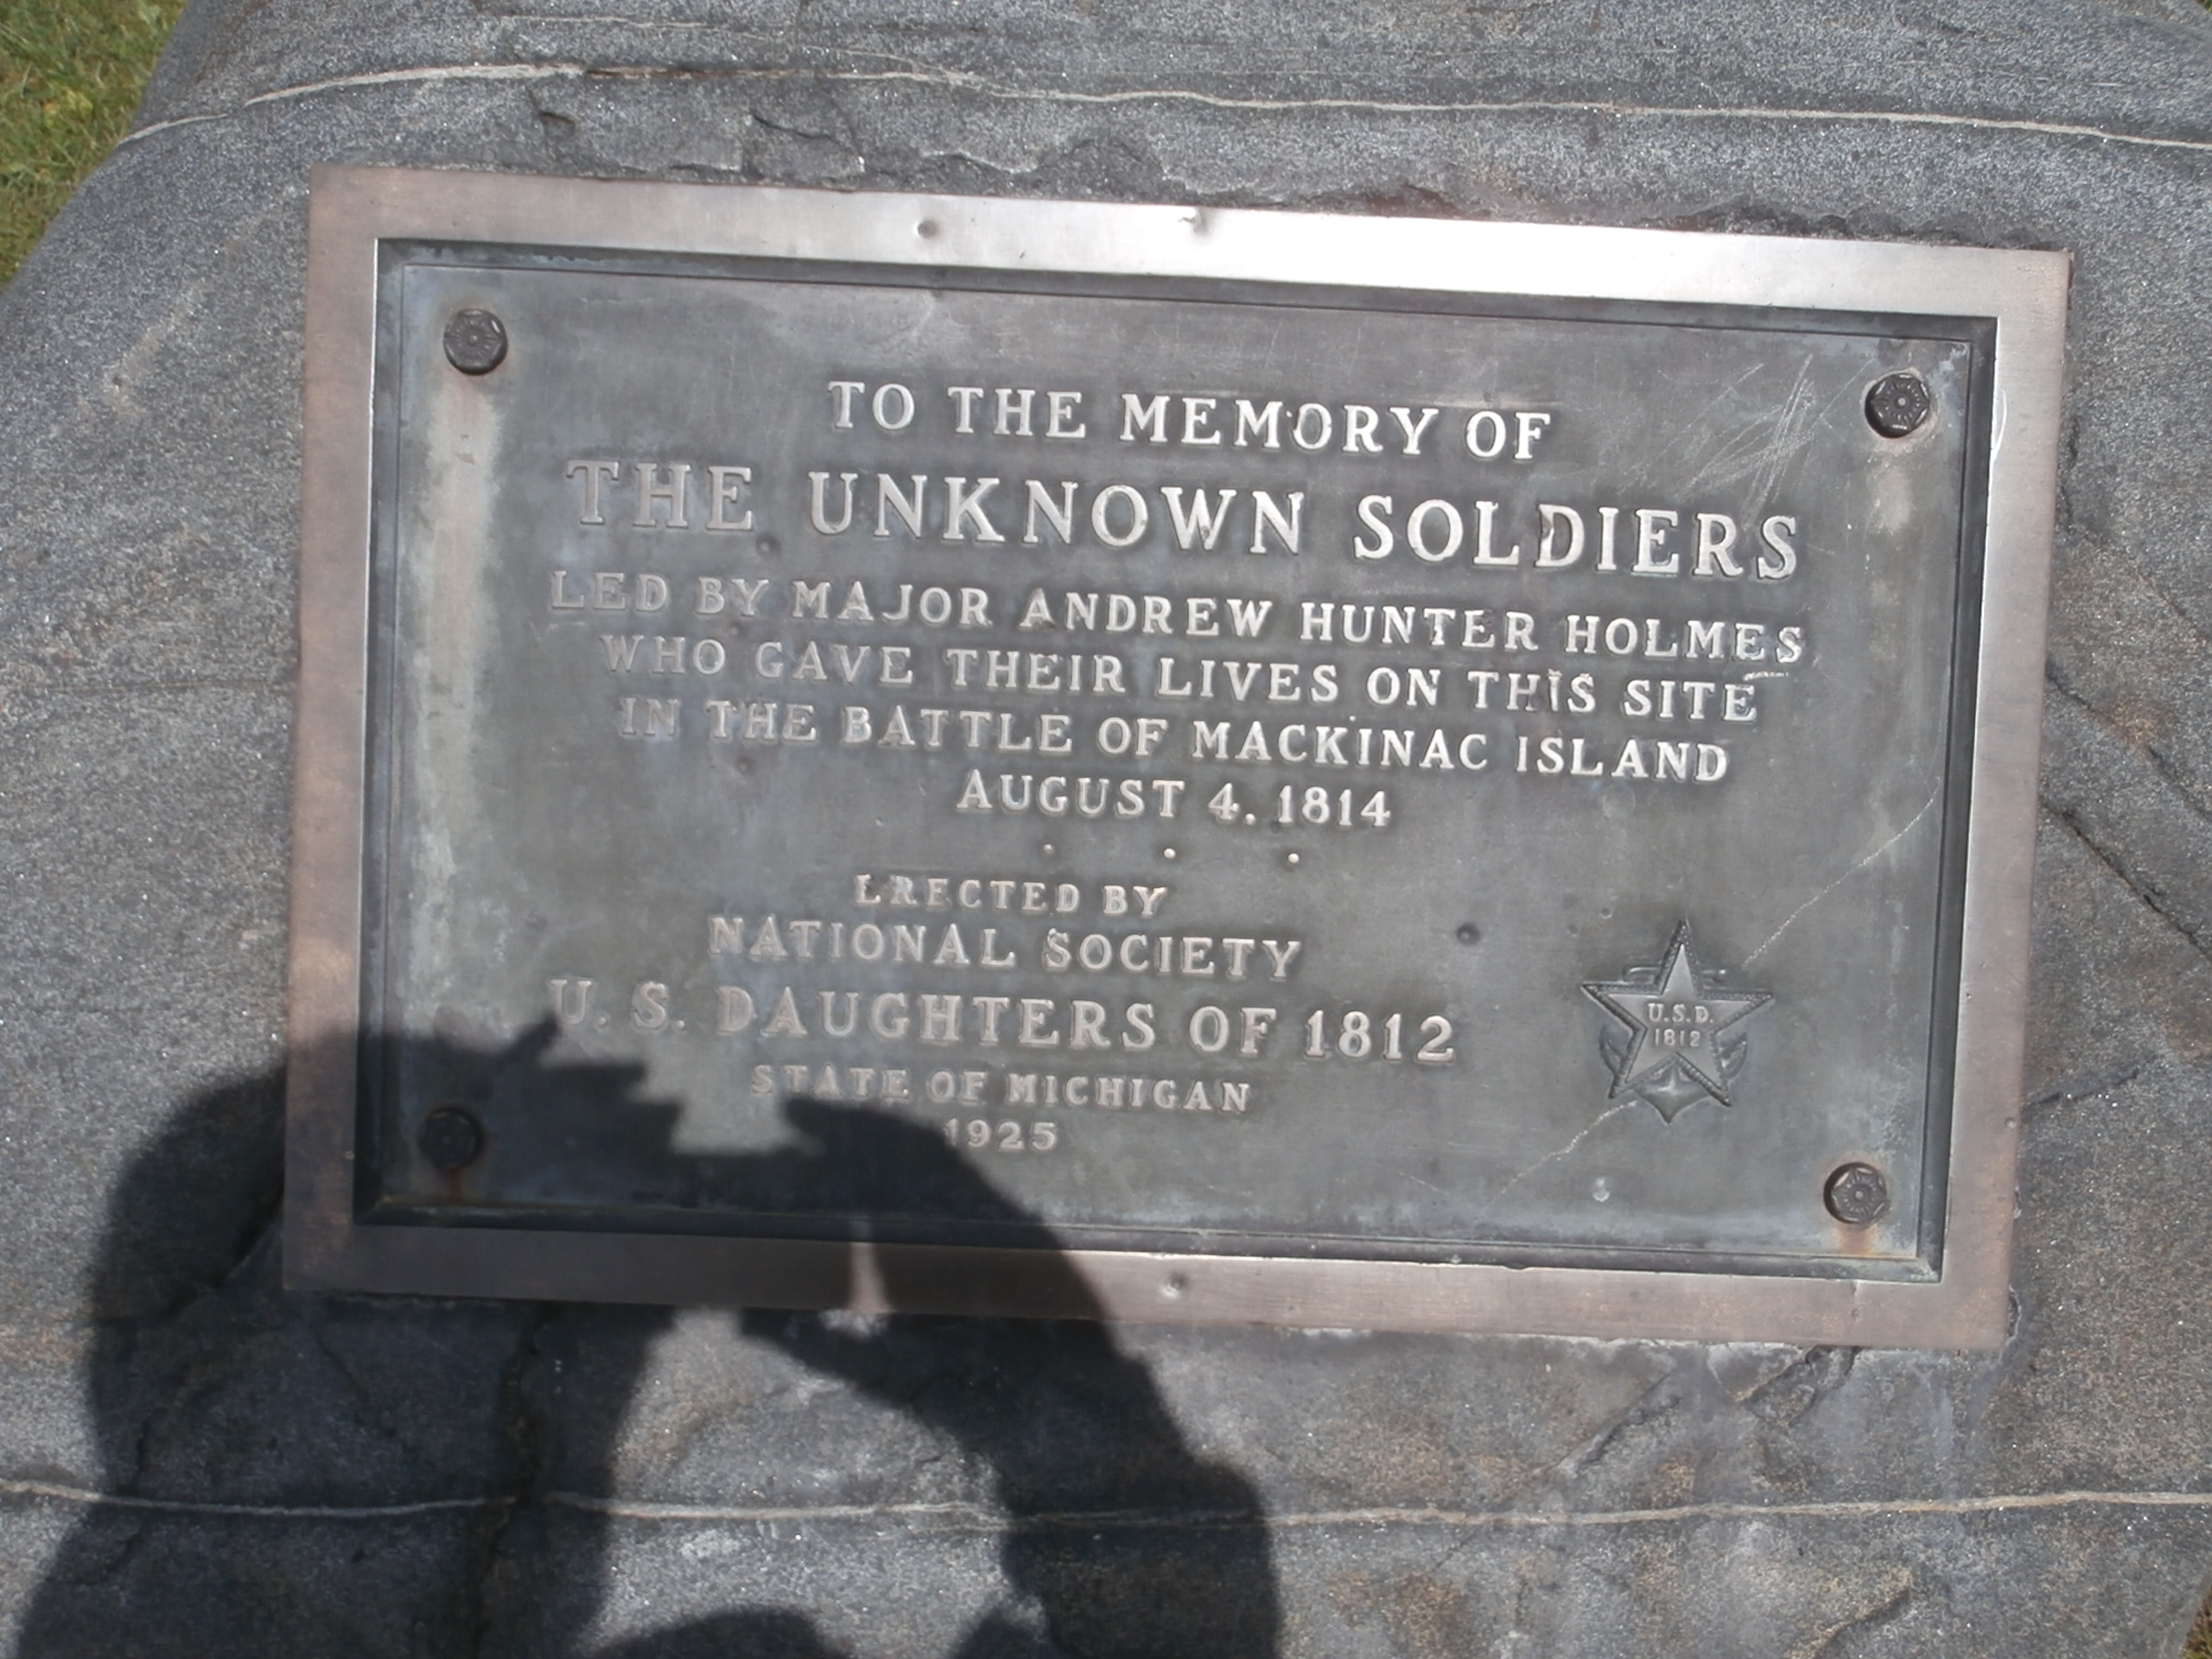 TO THE MEMORY OF
THE UNKNOWN SOLDIERS
LED BY MAJOR ANDREW HUNTER HOLMES
WHO GAVE THEIR LIVES ON THIS SITE
IN THE BATTLE OF MACKINAC ISLAND
AUGUST 4, 1814
. . .
ERECTED BY
NATIONAL SOCIETY
U. S. DAUGHTERS OF 1812
STATE OF MICHIGAN
1925
U.S.D.
1812